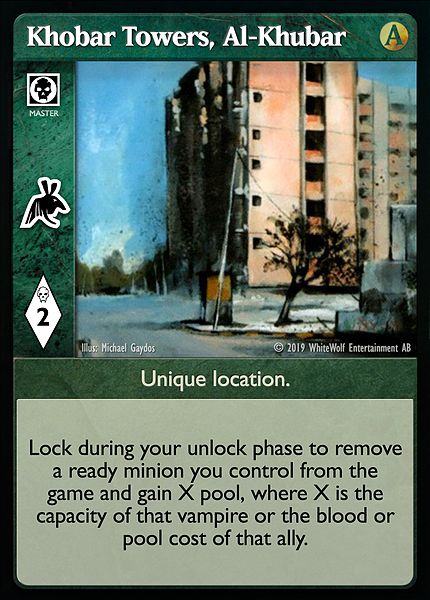 Khobar Towers, Al-Khubar
A
MASTER
2
Illus: Michael Gaydos
© 2019 WhiteWolf Entertainment AB
Unique location.
Lock during your unlock phase to remove
a ready minion you control from the
game and gain X pool, where X is the
capacity of that vampire or the blood or
pool cost of that ally.